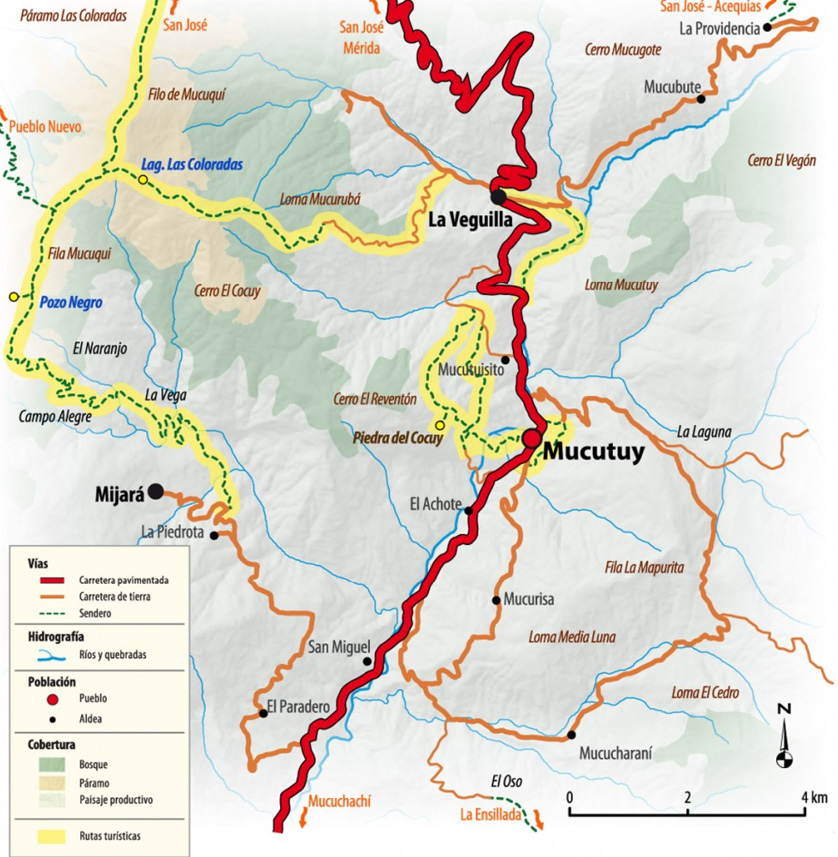 Páramo Las Coloradas
San José
San José
Mérida
San José - Acequias
La Providencia
Cerro Mucugote
Mucubute
Filo de Mucuquí
Pueblo Nuevo
Lag. Las Coloradas
Cerro El Vegón
Loma Mucurubá
La Veguilla
Fila Mucuqui
Cerro El Cocuy
Loma Mucutuy
Pozo Negro
El Naranjo
Mucutuisito
La Vega
Cerro El Reventón
Campo Alegre
Piedra del Cocuy
La Laguna
Mucutuy
Mijará
El Achote
La Piedrota
Fila La Mapurita
Mucurisa
Loma Media Luna
San Miguel
Loma El Cedro
El Paradero
Mucucharaní
El Oso
Mucuchachí
La Ensillada
Vías
Carretera pavimentada
Carretera de tierra
Sendero
Hidrografía
Ríos y quebradas
Población
Pueblo
Aldea
Cobertura
Bosque
Páramo
Paisaje productivo
Rutas turísticas
N
0 2 4 km